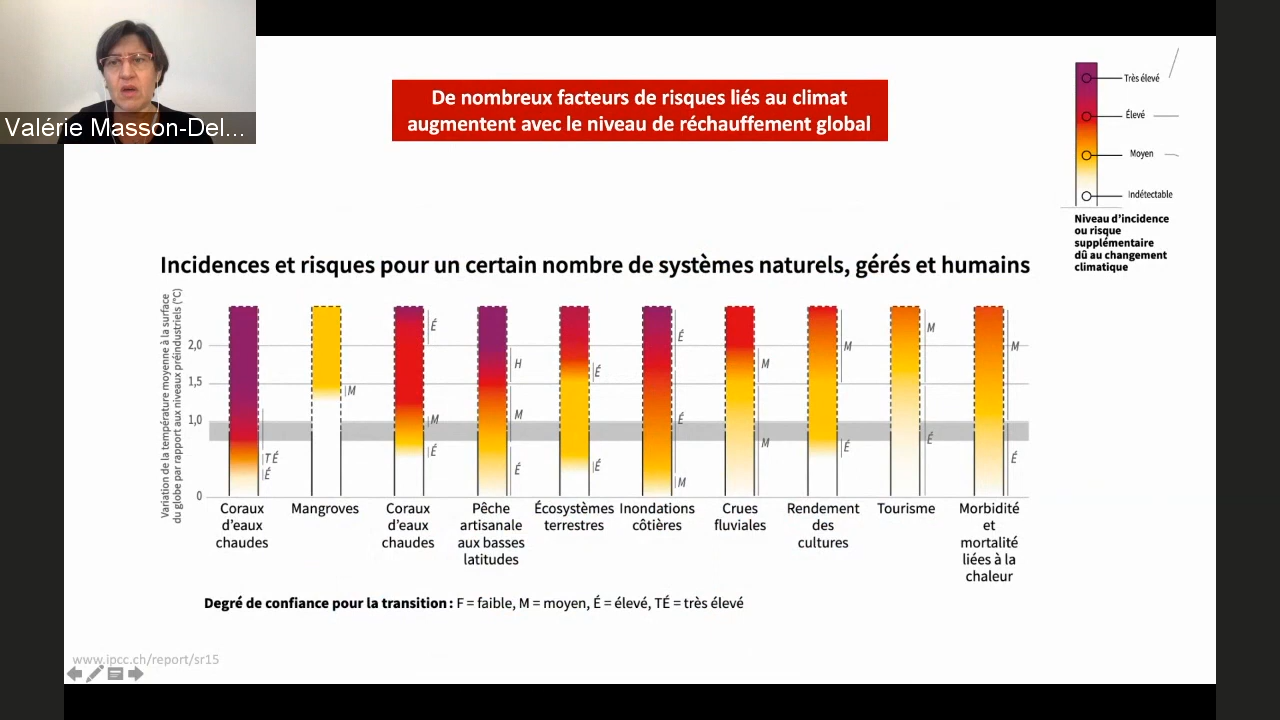 Valérie Masson-Del...
De nombreux facteurs de risques liés au climat
augmentent avec le niveau de réchauffement global
Très élevé
Élevé
Moyen
Indétectable
Niveau d'incidence
ou risque
supplémentaire
dû au changement
climatique
Incidences et risques pour un certain nombre de systèmes naturels, gérés et humains
Variation de la température moyenne à la surface
du globe par rapport aux niveaux préindustriels (°C)
2,0
1,5
1,0
0
TÉ
É
M
É
M
É
H
M
É
É
É
É
É
M
M
M
M
É
M
É
M
É
Coraux
d'eaux
chaudes
Mangroves
Coraux
d'eaux
chaudes
Pêche
artisanale
aux basses
latitudes
Écosystèmes
terrestres
Inondations
côtières
Crues
fluviales
Rendement
des
cultures
Tourisme
Morbidité
et
mortalité
liées à la
chaleur
Degré de confiance pour la transition : F = faible, M = moyen, É = élevé, TÉ = très élevé
www.ipcc.ch/report/sr15